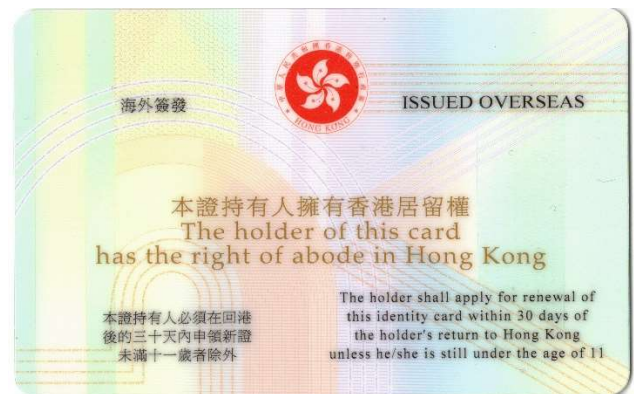 海外簽發
ISSUED OVERSEAS
HONG KONG
本證持有人擁有香港居留權
The holder of this card
has the right of abode in Hong Kong
本證持有人必須在回港
後的三十天內申領新證
未滿十一歲者除外
The holder shall apply for renewal of
this identity card within 30 days of
the holder's return to Hong Kong
unless he/she is still under the age of 11